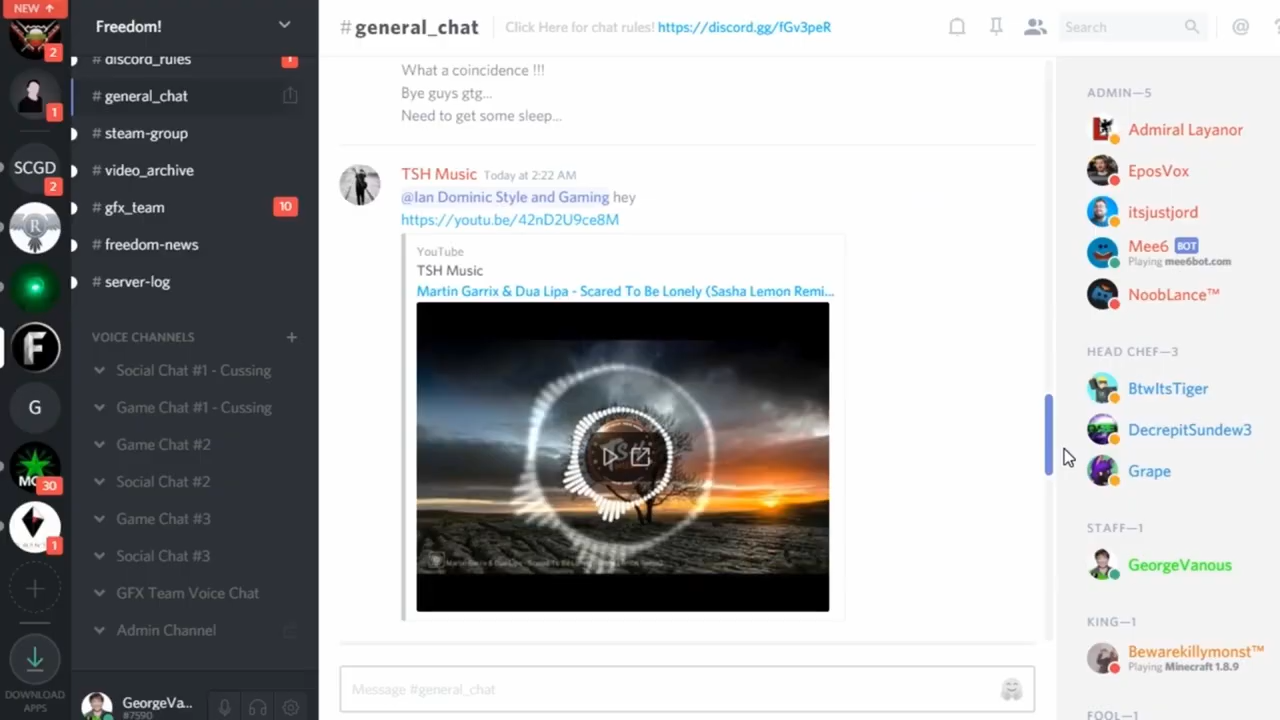 NEW ↑
2
1
SCGD
2
R
F
G
MC
30
1
DOWNLOAD
APPS
Freedom!
# discord_rules
1
# general_chat
# steam-group
# video_archive
# gfx_team
10
# freedom-news
# server-log
VOICE CHANNELS
Social Chat #1 - Cussing
Game Chat #1 - Cussing
Game Chat #2
Social Chat #2
Game Chat #3
Social Chat #3
GFX Team Voice Chat
Admin Channel
GeorgeVa...
#7590
#general_chat
Click Here for chat rules! https://discord.gg/fGv3peR
Search
@
What a coincidence !!!
Bye guys gtg...
Need to get some sleep...
TSH Music Today at 2:22 AM
@Ian Dominic Style and Gaming hey
https://youtu.be/42nD2U9ce8M
YouTube
TSH Music
Martin Garrix & Dua Lipa - Scared To Be Lonely (Sasha Lemon Remi...
Message #general_chat
ADMIN—5
Admiral Layanor
EposVox
itsjustjord
Mee6 BOT
Playing mee6bot.com
NoobLance™
HEAD CHEF—3
BtwItsTiger
DecrepitSundew3
Grape
STAFF—1
GeorgeVanous
KING—1
Bewarekillymonst™
Playing Minecraft 1.8.9
FOOL—1